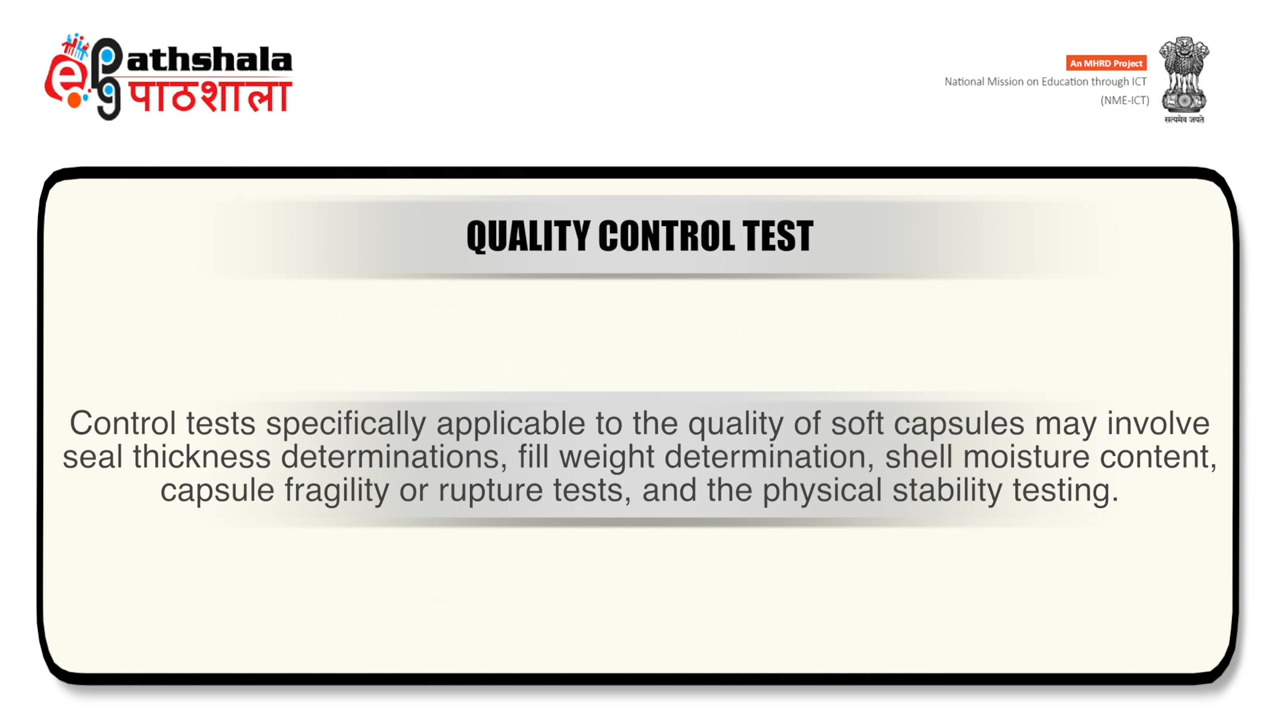 e
pg
athshala
पाठशाला
An MHRD Project
National Mission on Education through ICT
(NME-ICT)
सत्यमेव जयते
QUALITY CONTROL TEST
Control tests specifically applicable to the quality of soft capsules may involve
seal thickness determinations, fill weight determination, shell moisture content,
capsule fragility or rupture tests, and the physical stability testing.